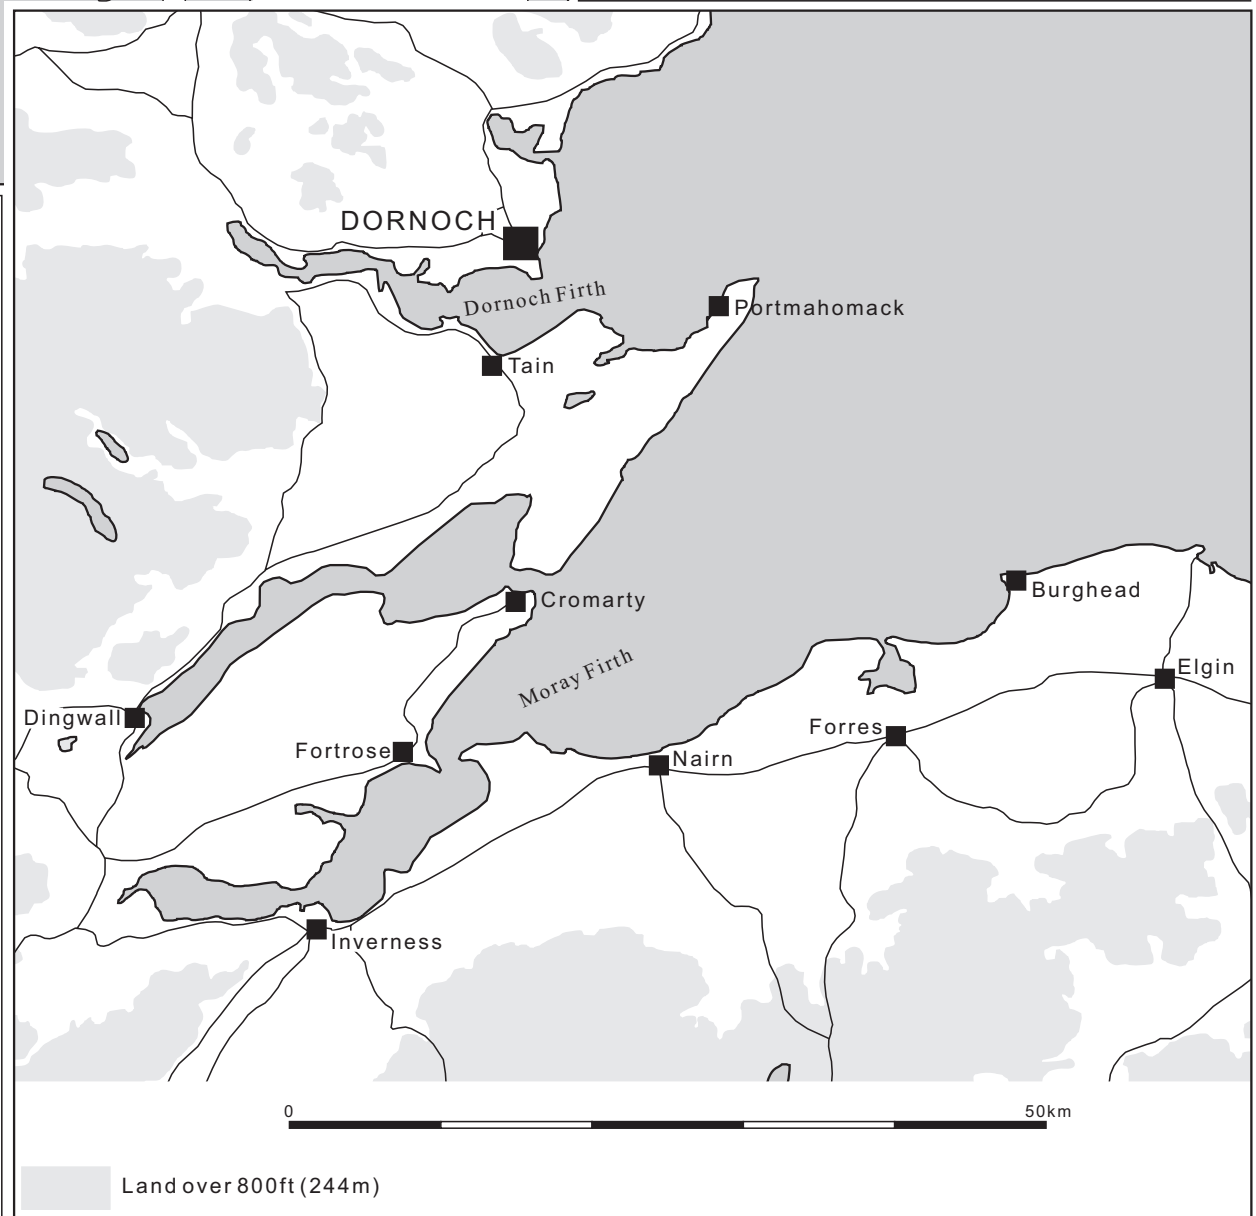 DORNOCH
Dornoch Firth
Portmahomack
Tain
Cromarty
Burghead
Moray Firth
Elgin
Dingwall
Forres
Fortrose
Nairn
Inverness
0 50km
Land over 800ft (244m)